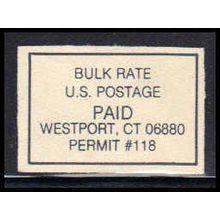 BULK RATE
U.S. POSTAGE
PAID
WESTPORT, CT 06880
PERMIT #118